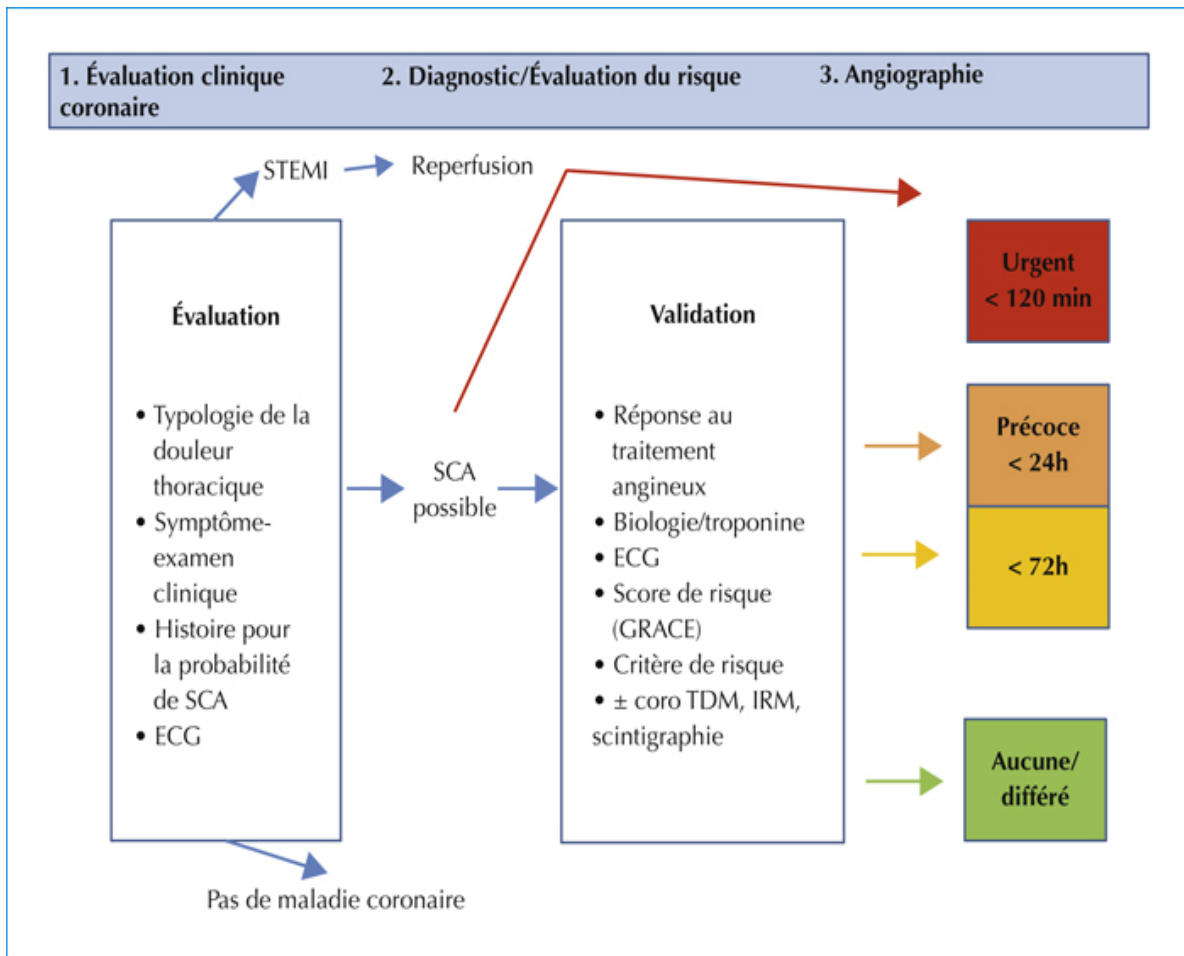 1. Évaluation clinique
coronaire
2. Diagnostic/Évaluation du risque
3. Angiographie
STEMI
Reperfusion
Évaluation
• Typologie de la
douleur
thoracique
• Symptôme-
examen
clinique
• Histoire pour
la probabilité
de SCA
• ECG
SCA
possible
Validation
• Réponse au
traitement
angineux
• Biologie/troponine
• ECG
• Score de risque
(GRACE)
• Critère de risque
• ± coro TDM, IRM,
scintigraphie
Urgent
< 120 min
Précoce
< 24h
< 72h
Aucune/
différé
Pas de maladie coronaire